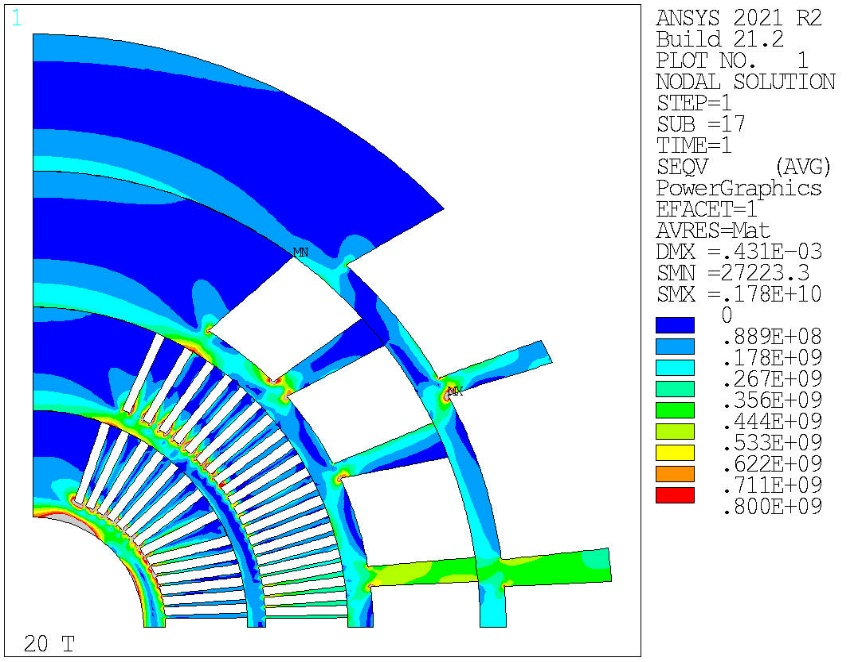 1
ANSYS 2021 R2
Build 21.2
PLOT NO.   1
NODAL SOLUTION
STEP=1
SUB =17
TIME=1
SEQV     (AVG)
PowerGraphics
EFACET=1
AVRES=Mat
DMX =.431E-03
SMN =27223.3
SMX =.178E+10
0
.889E+08
.178E+09
.267E+09
.356E+09
.444E+09
.533E+09
.622E+09
.711E+09
.800E+09
MN
MX
20 T